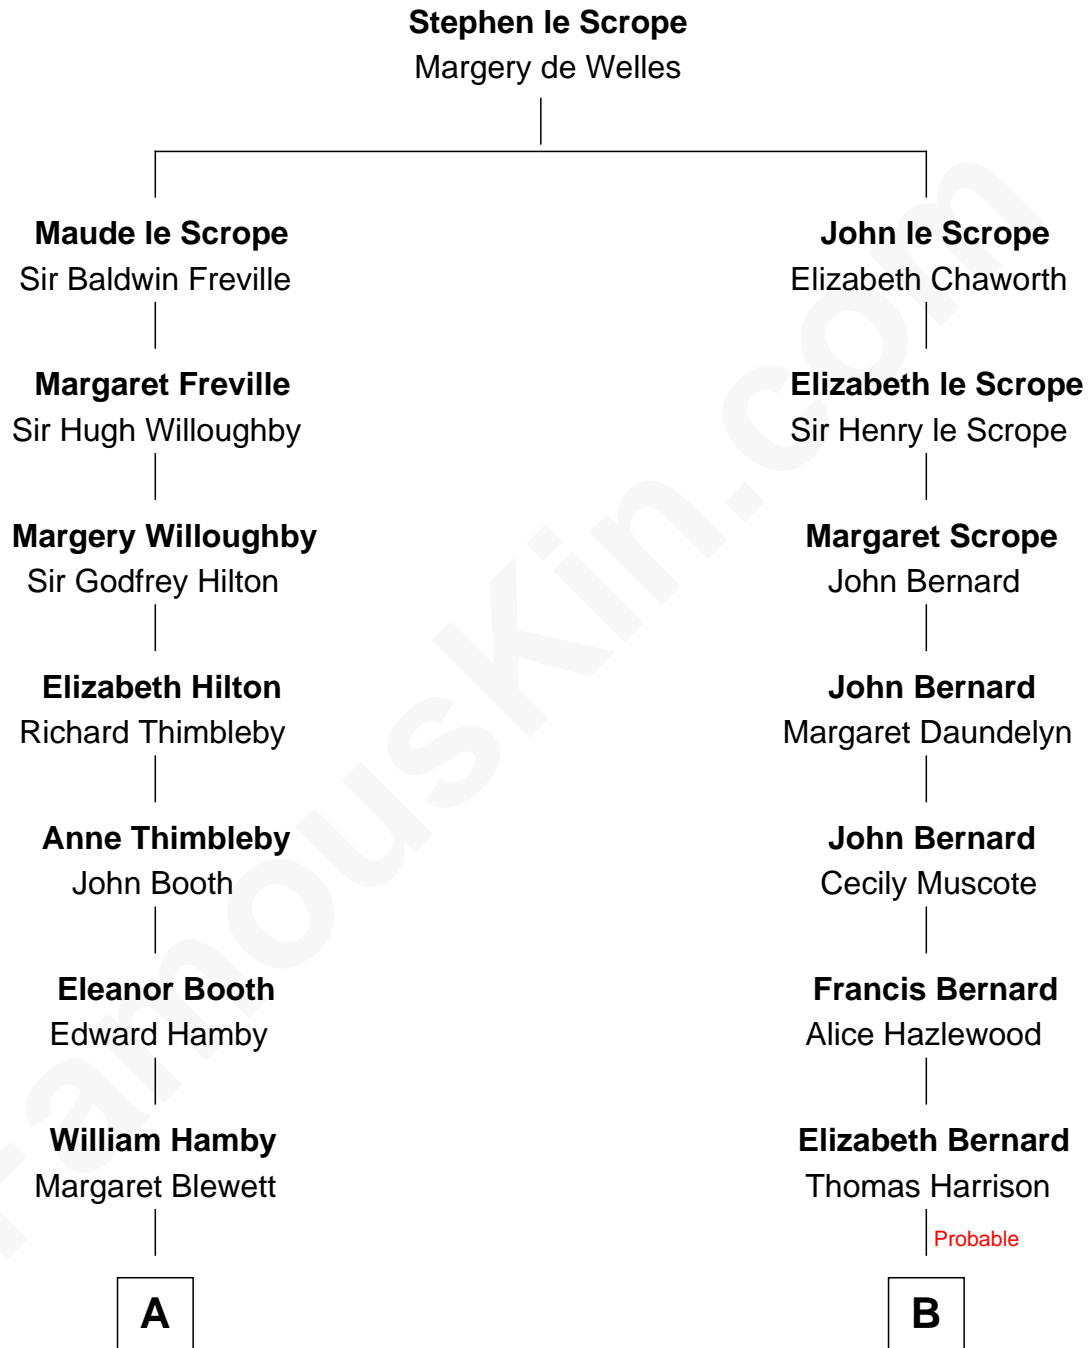 Stephen le Scrope
Margery de Welles
Maude le Scrope
Sir Baldwin Freville
John le Scrope
Elizabeth Chaworth
Margaret Freville
Sir Hugh Willoughby
Elizabeth le Scrope
Sir Henry le Scrope
Margery Willoughby
Sir Godfrey Hilton
Margaret Scrope
John Bernard
Elizabeth Hilton
Richard Thimbleby
John Bernard
Margaret Daundelyn
Anne Thimbleby
John Booth
John Bernard
Cecily Muscote
Eleanor Booth
Edward Hamby
Francis Bernard
Alice Hazlewood
William Hamby
Margaret Blewett
Elizabeth Bernard
Thomas Harrison
Probable
A
B
FamousKin.com